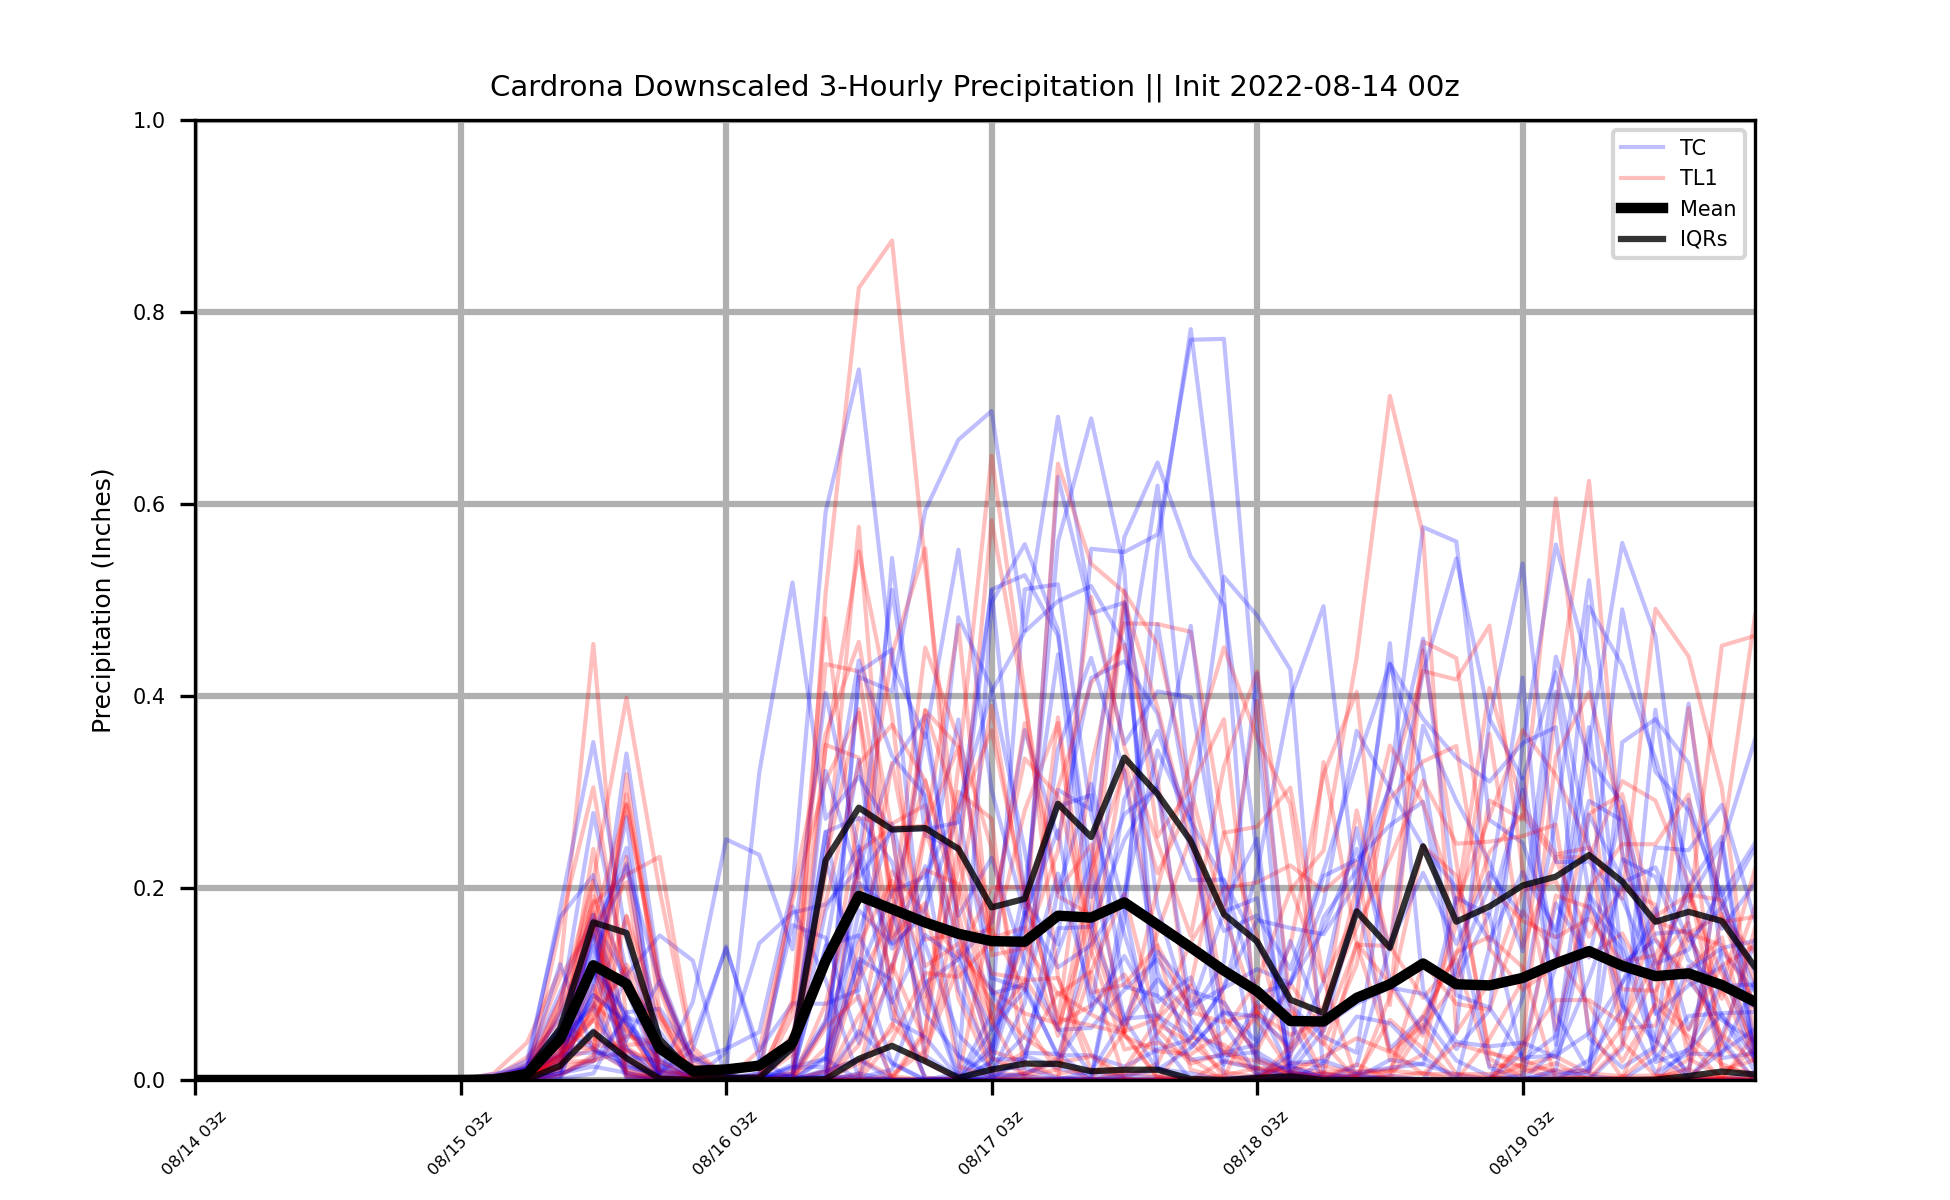 Cardrona Downscaled 3-Hourly Precipitation || Init 2022-08-14 00z
1.0
0.8
0.6
0.4
0.2
0.0
Precipitation (Inches)
TC
TL1
Mean
IQRs
08/14 03z
08/15 03z
08/16 03z
08/17 03z
08/18 03z
08/19 03z